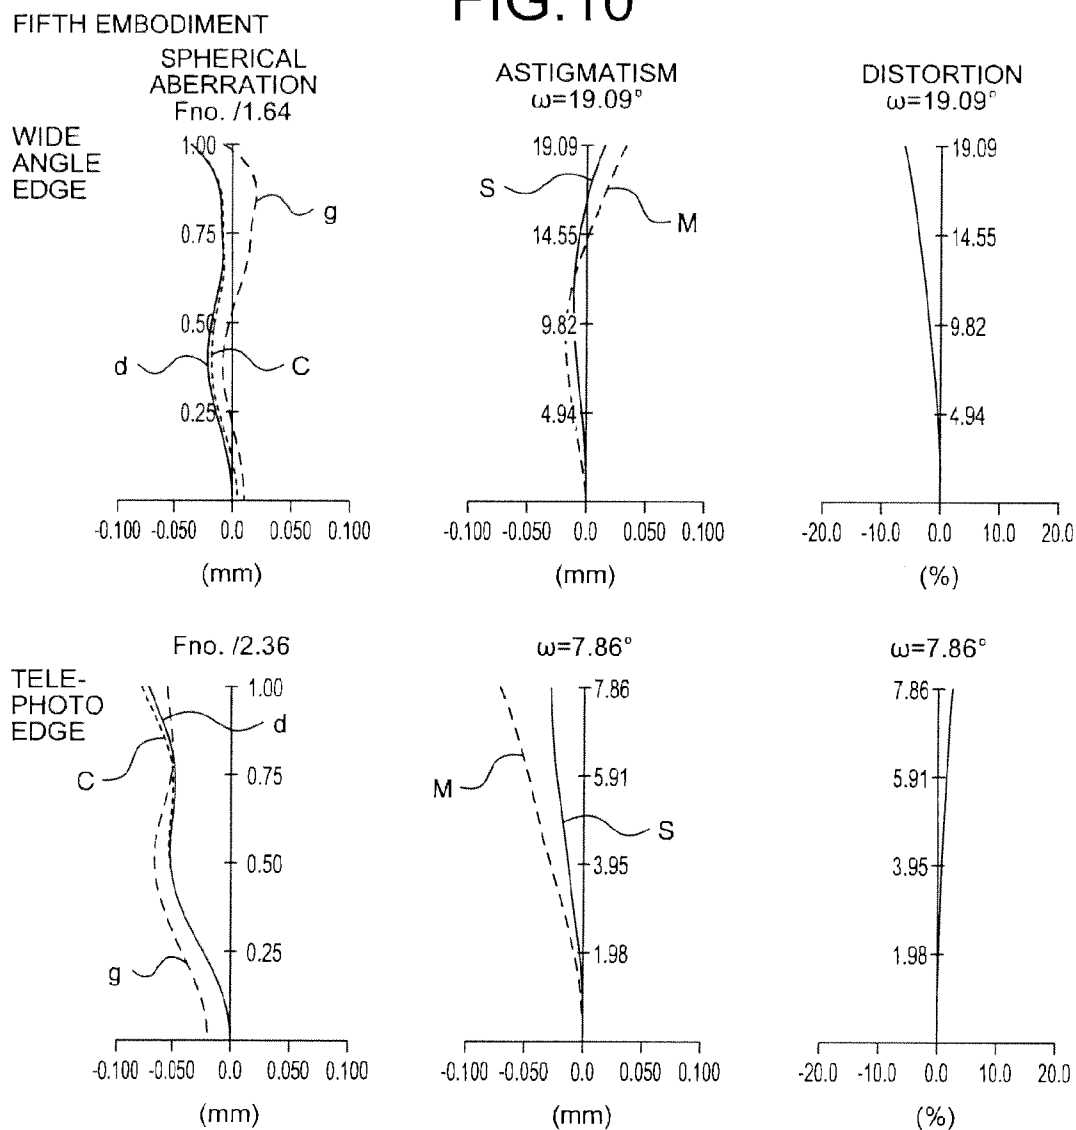 FIG.10
FIFTH EMBODIMENT
SPHERICAL
ABERRATION
Fno. /1.64
ASTIGMATISM
ω=19.09°
DISTORTION
ω=19.09°
WIDE
ANGLE
EDGE
1.00
0.75
0.50
0.25
g
d
C
-0.100 -0.050 0.0 0.050 0.100
(mm)
19.09
14.55
9.82
4.94
S
M
-0.100 -0.050 0.0 0.050 0.100
(mm)
19.09
14.55
9.82
4.94
-20.0 -10.0 0.0 10.0 20.0
(%)
TELE-
PHOTO
EDGE
Fno. /2.36
1.00
0.75
0.50
0.25
d
C
g
-0.100 -0.050 0.0 0.050 0.100
(mm)
ω=7.86°
7.86
5.91
3.95
1.98
M
S
-0.100 -0.050 0.0 0.050 0.100
(mm)
ω=7.86°
7.86
5.91
3.95
1.98
-20.0 -10.0 0.0 10.0 20.0
(%)